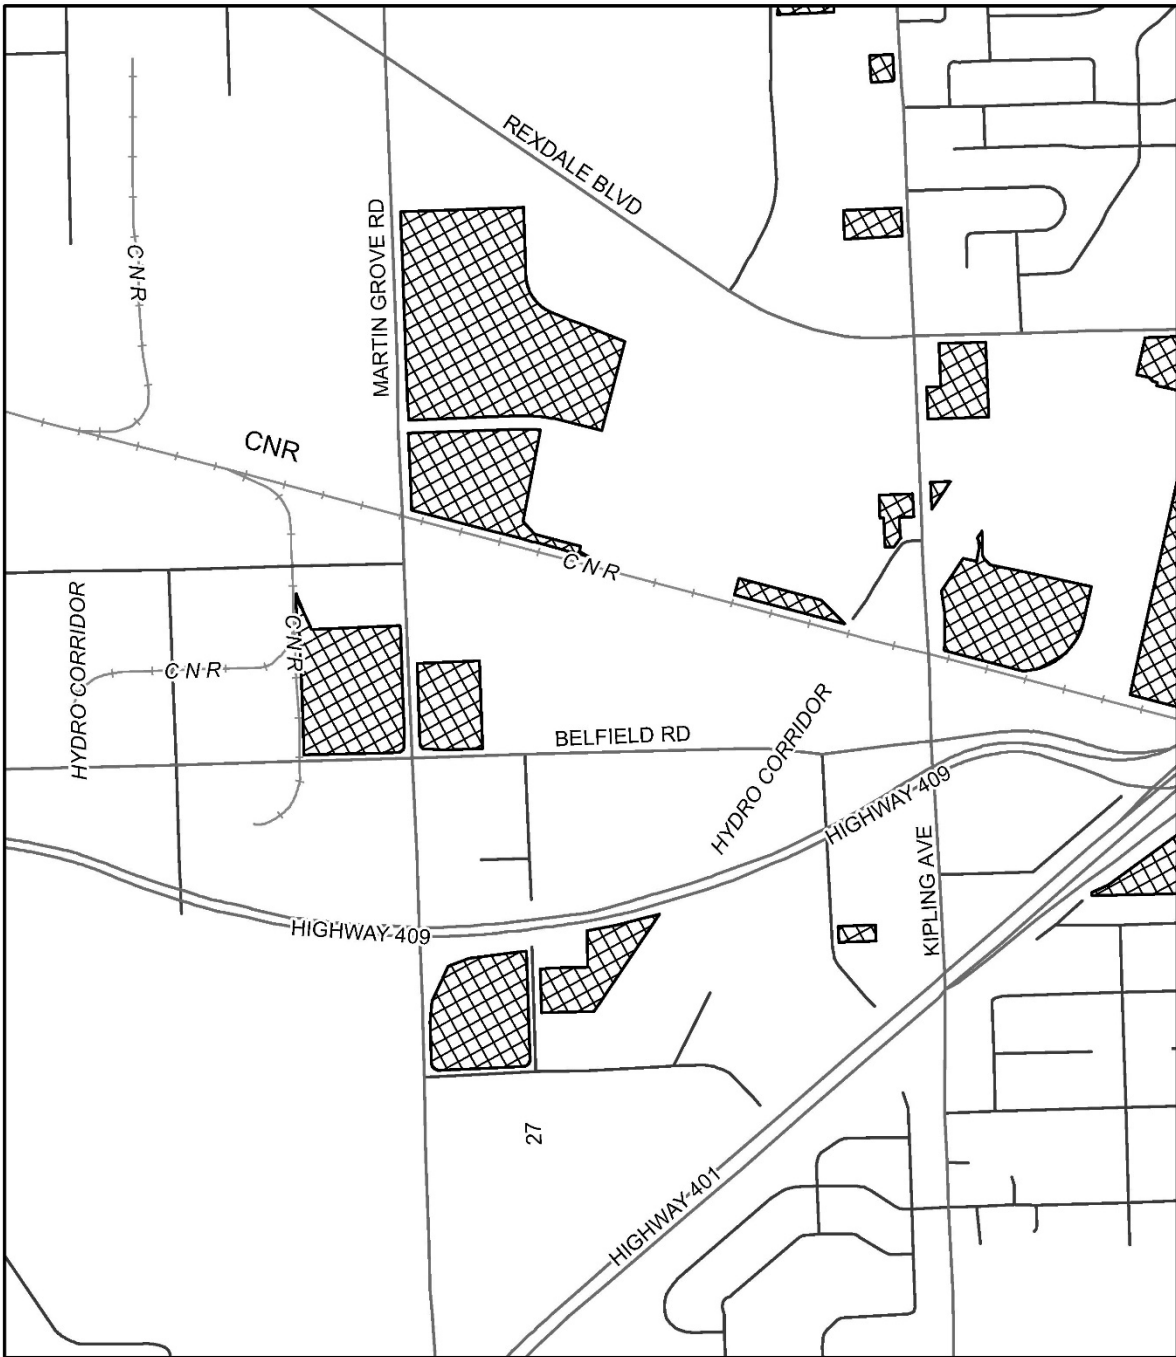 REXDALE BLVD
MARTIN GROVE RD
C N R
CNR
C N R
HYDRO CORRIDOR
C N R
C N R
BELFIELD RD
HYDRO CORRIDOR
HIGHWAY 409
KIPLING AVE
HIGHWAY 409
27
HIGHWAY 401